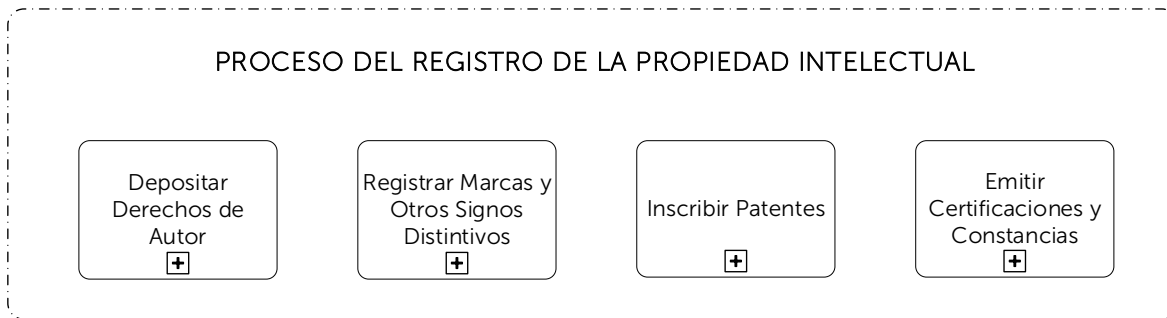 PROCESO DEL REGISTRO DE LA PROPIEDAD INTELECTUAL
Depositar
Derechos de
Autor
Registrar Marcas y
Otros Signos
Distintivos
Inscribir Patentes
Emitir
Certificaciones y
Constancias